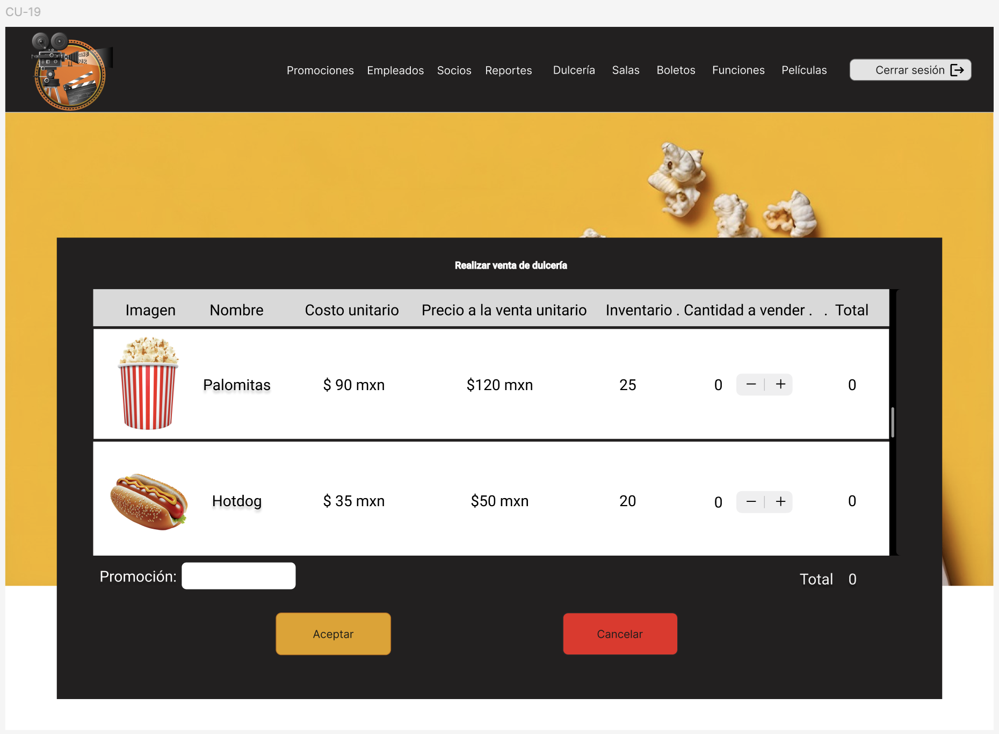 CU-19
CINE
VER
Promociones Empleados Socios Reportes Dulcería Salas Boletos Funciones Películas Cerrar sesión
Realizar venta de dulcería
Imagen Nombre Costo unitario Precio a la venta unitario Inventario . Cantidad a vender . . Total
Palomitas $ 90 mxn $120 mxn 25 0 − + 0
Hotdog $ 35 mxn $50 mxn 20 0 − + 0
Promoción: Total 0
Aceptar Cancelar